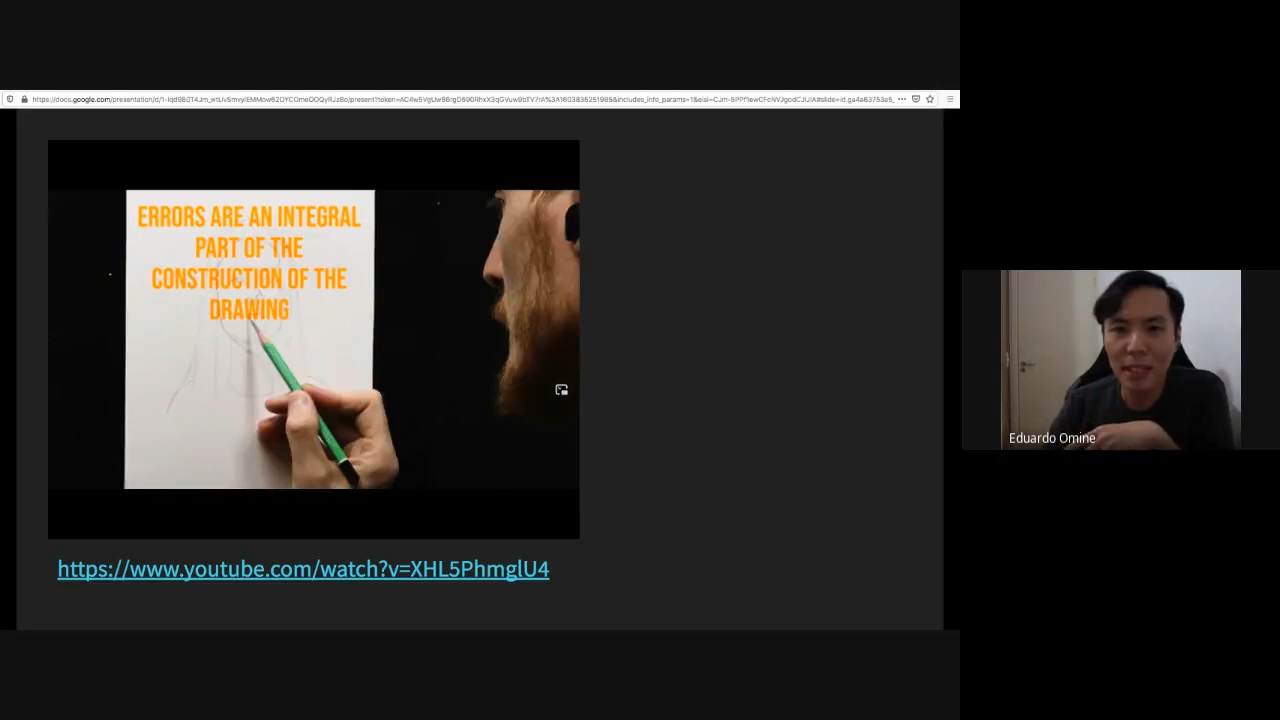 ERRORS ARE AN INTEGRAL
PART OF THE
CONSTRUCTION OF THE
DRAWING
https://www.youtube.com/watch?v=XHL5PhmglU4
Eduardo Omine